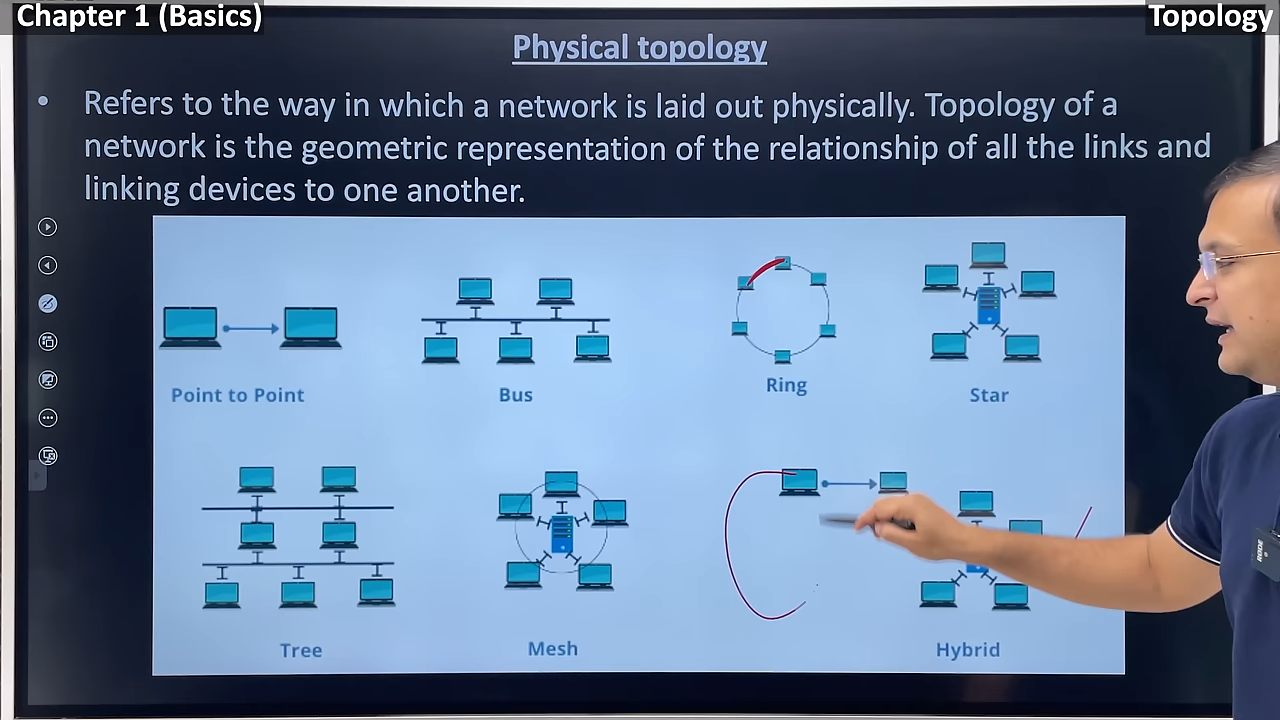 Chapter 1 (Basics)
Topology
Physical topology
• Refers to the way in which a network is laid out physically. Topology of a
network is the geometric representation of the relationship of all the links and
linking devices to one another.
Point to Point
Bus
Ring
Star
Tree
Mesh
Hybrid
RODE